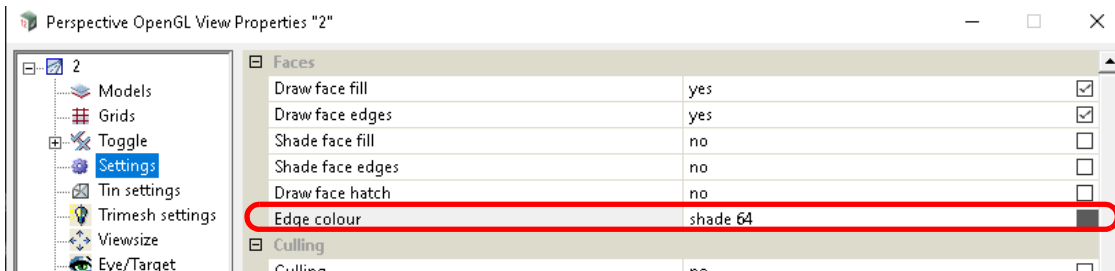 Perspective OpenGL View Properties "2"
2
Models
Grids
Toggle
Settings
Tin settings
Trimesh settings
Viewsize
Eye/Target
Faces
Draw face fill yes
Draw face edges yes
Shade face fill no
Shade face edges no
Draw face hatch no
Edge colour shade 64
Culling
Culling no